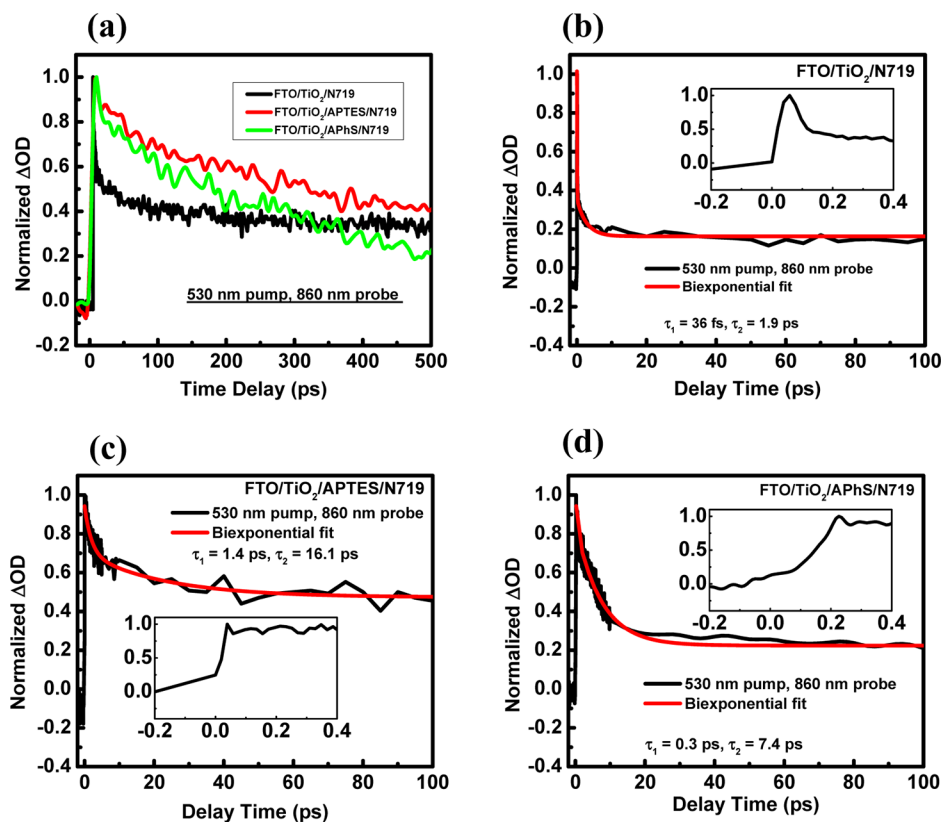 (a)
Normalized ΔOD
1.0
0.8
0.6
0.4
0.2
0.0
-0.2
FTO/TiO₂/N719
FTO/TiO₂/APTES/N719
FTO/TiO₂/APhS/N719
530 nm pump, 860 nm probe
0 100 200 300 400 500
Time Delay (ps)
(b)
Normalized ΔOD
1.0
0.8
0.6
0.4
0.2
0.0
-0.2
-0.4
FTO/TiO₂/N719
1.0
0.5
0.0
-0.2 0.0 0.2 0.4
530 nm pump, 860 nm probe
Biexponential fit
τ₁ = 36 fs, τ₂ = 1.9 ps
0 20 40 60 80 100
Delay Time (ps)
(c)
Normalized ΔOD
1.0
0.8
0.6
0.4
0.2
0.0
-0.2
-0.4
FTO/TiO₂/APTES/N719
530 nm pump, 860 nm probe
Biexponential fit
τ₁ = 1.4 ps, τ₂ = 16.1 ps
1.0
0.5
0.0
-0.2 0.0 0.2 0.4
0 20 40 60 80 100
Delay Time (ps)
(d)
Normalized ΔOD
1.0
0.8
0.6
0.4
0.2
0.0
-0.2
-0.4
FTO/TiO₂/APhS/N719
1.0
0.5
0.0
-0.2 0.0 0.2 0.4
530 nm pump, 860 nm probe
Biexponential fit
τ₁ = 0.3 ps, τ₂ = 7.4 ps
0 20 40 60 80 100
Delay Time (ps)